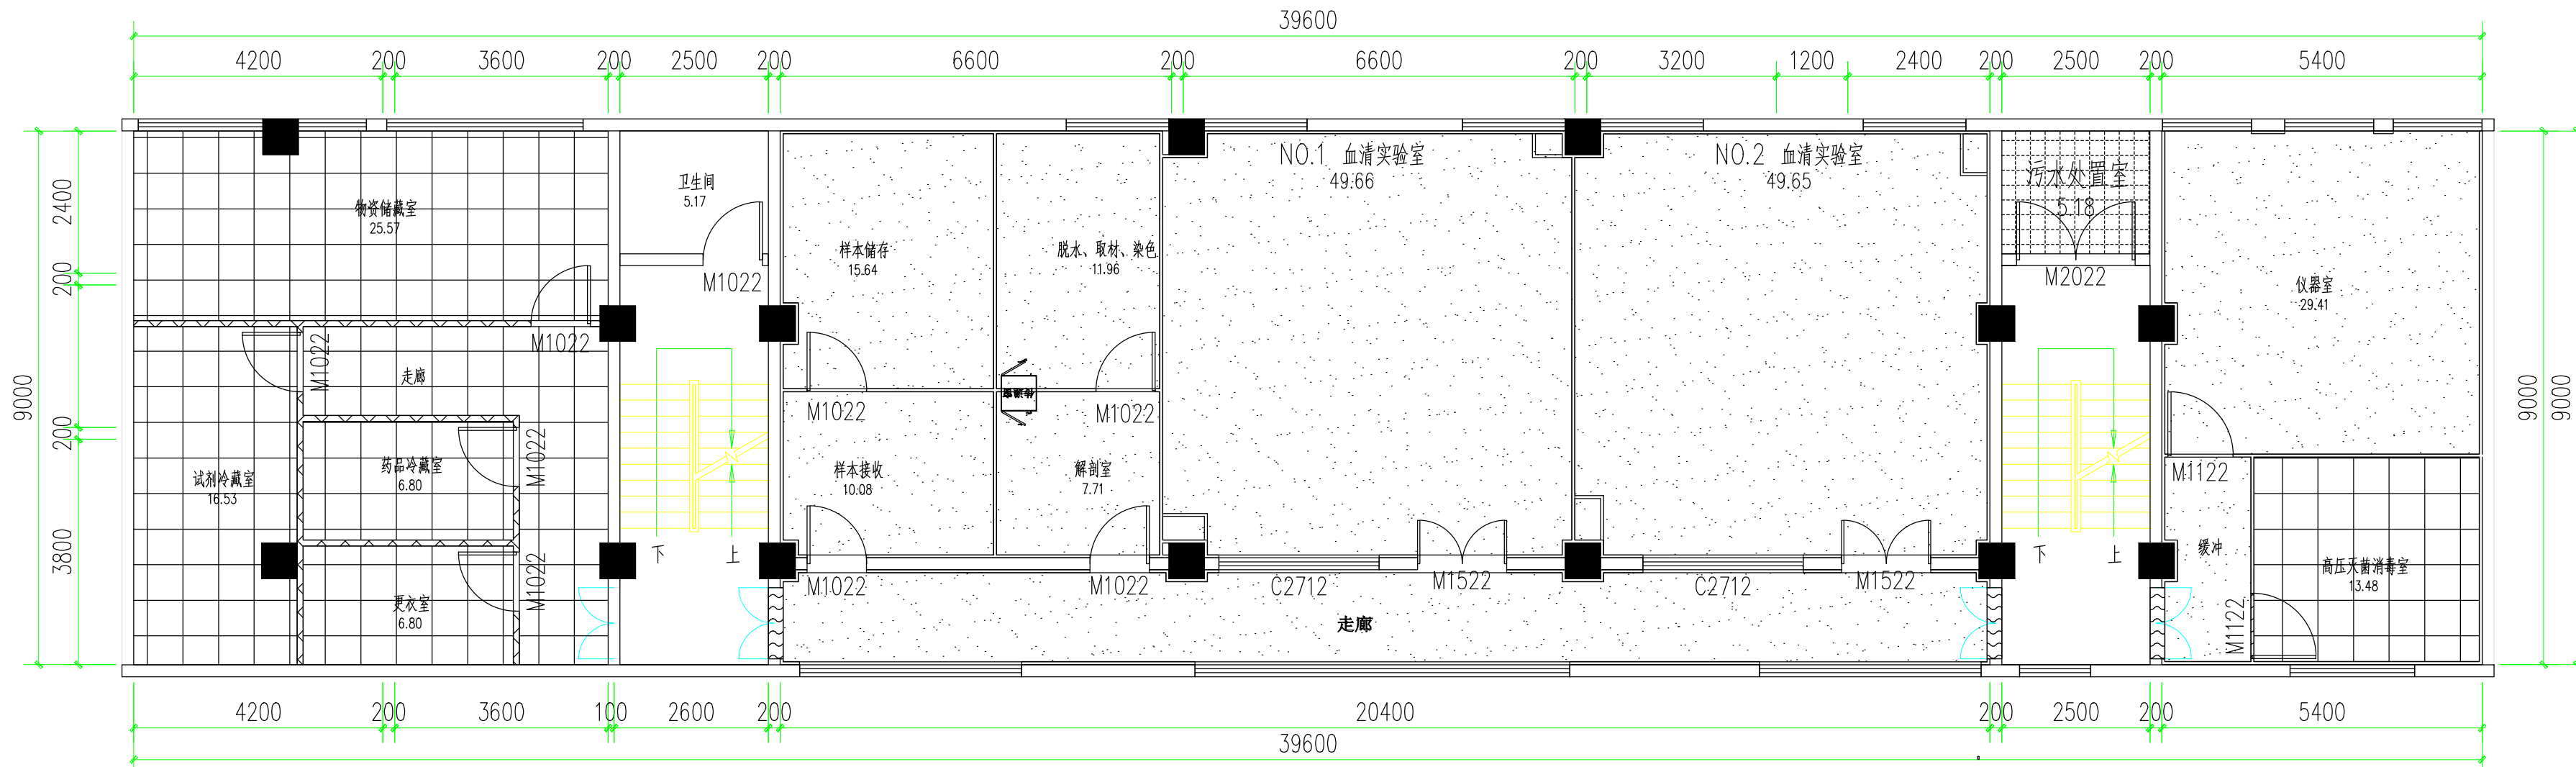 39600
4200 200 3600 200 2500 200 6600 200 6600 200 3200 1200 2400 200 2500 200 5400
9000
2400
200
200
3800
物资储藏室
25.57
卫生间
5.17
M1022
M1022
M1022
走廊
试剂冷藏室
16.53
药品冷藏室
6.80
M1022
更衣室
6.80
M1022
下 上
样本储存
15.64
脱水、取材、染色
11.96
M1022
M1022
样本接收
10.08
解剖室
7.71
M1022
M1022
NO.1 血清实验室
49.66
NO.2 血清实验室
49.65
C2712
M1522
C2712
M1522
走廊
污水处置室
5.18
M2022
下 上
仪器室
29.41
M1122
缓冲
M1122
高压灭菌消毒室
13.48
9000
9000
4200 200 3600 100 2600 200 20400 200 2500 200 5400
39600